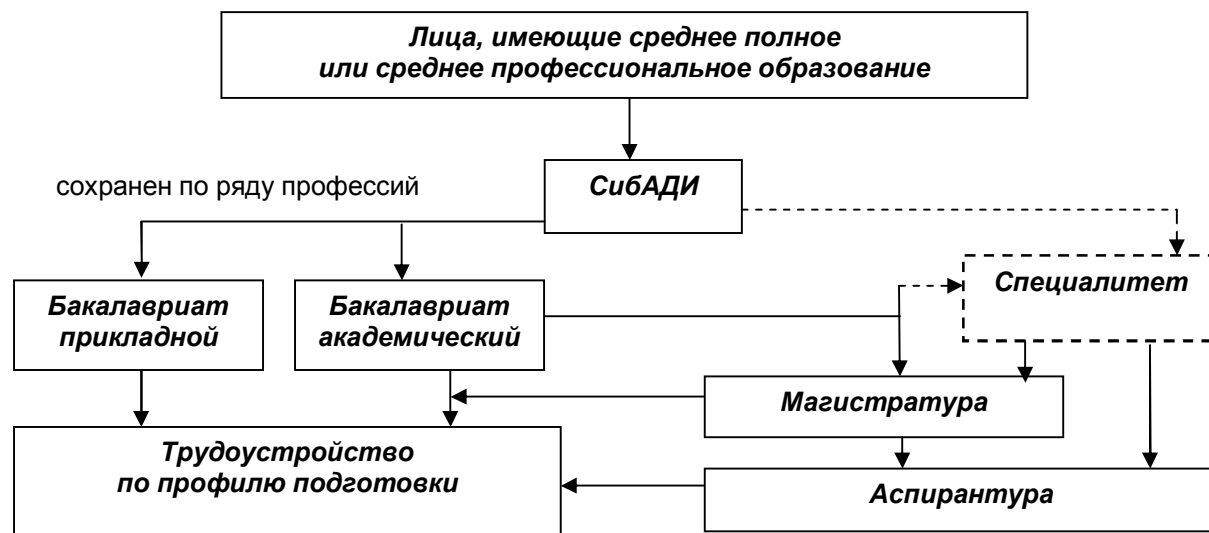 Лица, имеющие среднее полное
или среднее профессиональное образование
сохранен по ряду профессий
СибАДИ
Бакалавриат
прикладной
Бакалавриат
академический
Специалитет
Магистратура
Трудоустройство
по профилю подготовки
Аспирантура